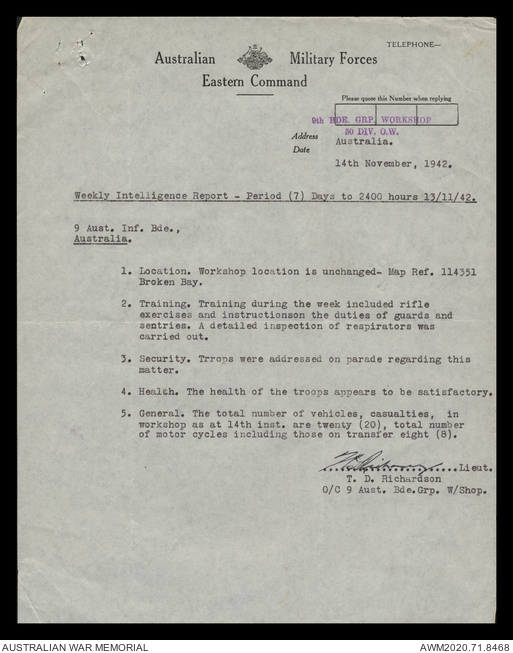 TELEPHONE—
Australian Military Forces
Eastern Command
Please quote this Number when replying
9th BDE. GRP. WORKSHOP
50 DIV. O.W.
Address
Australia.
Date
14th November, 1942.
Weekly Intelligence Report - Period (7) Days to 2400 hours 13/11/42.
9 Aust. Inf. Bde.,
Australia.
1. Location. Workshop location is unchanged- Map Ref. 114351
Broken Bay.
2. Training. Training during the week included rifle
exercises and instructionson the duties of guards and
sentries. A detailed inspection of respirators was
carried out.
3. Security. Trrops were addressed on parade regarding this
matter.
4. Health. The health of the troops appears to be satisfactory.
5. General. The total number of vehicles, casualties, in
workshop as at 14th inst. are twenty (20), total number
of motor cycles including those on transfer eight (8).
Lieut.
T. D. Richardson
O/C 9 Aust. Bde.Grp. W/Shop.
AUSTRALIAN WAR MEMORIAL
AWM2020.71.8468